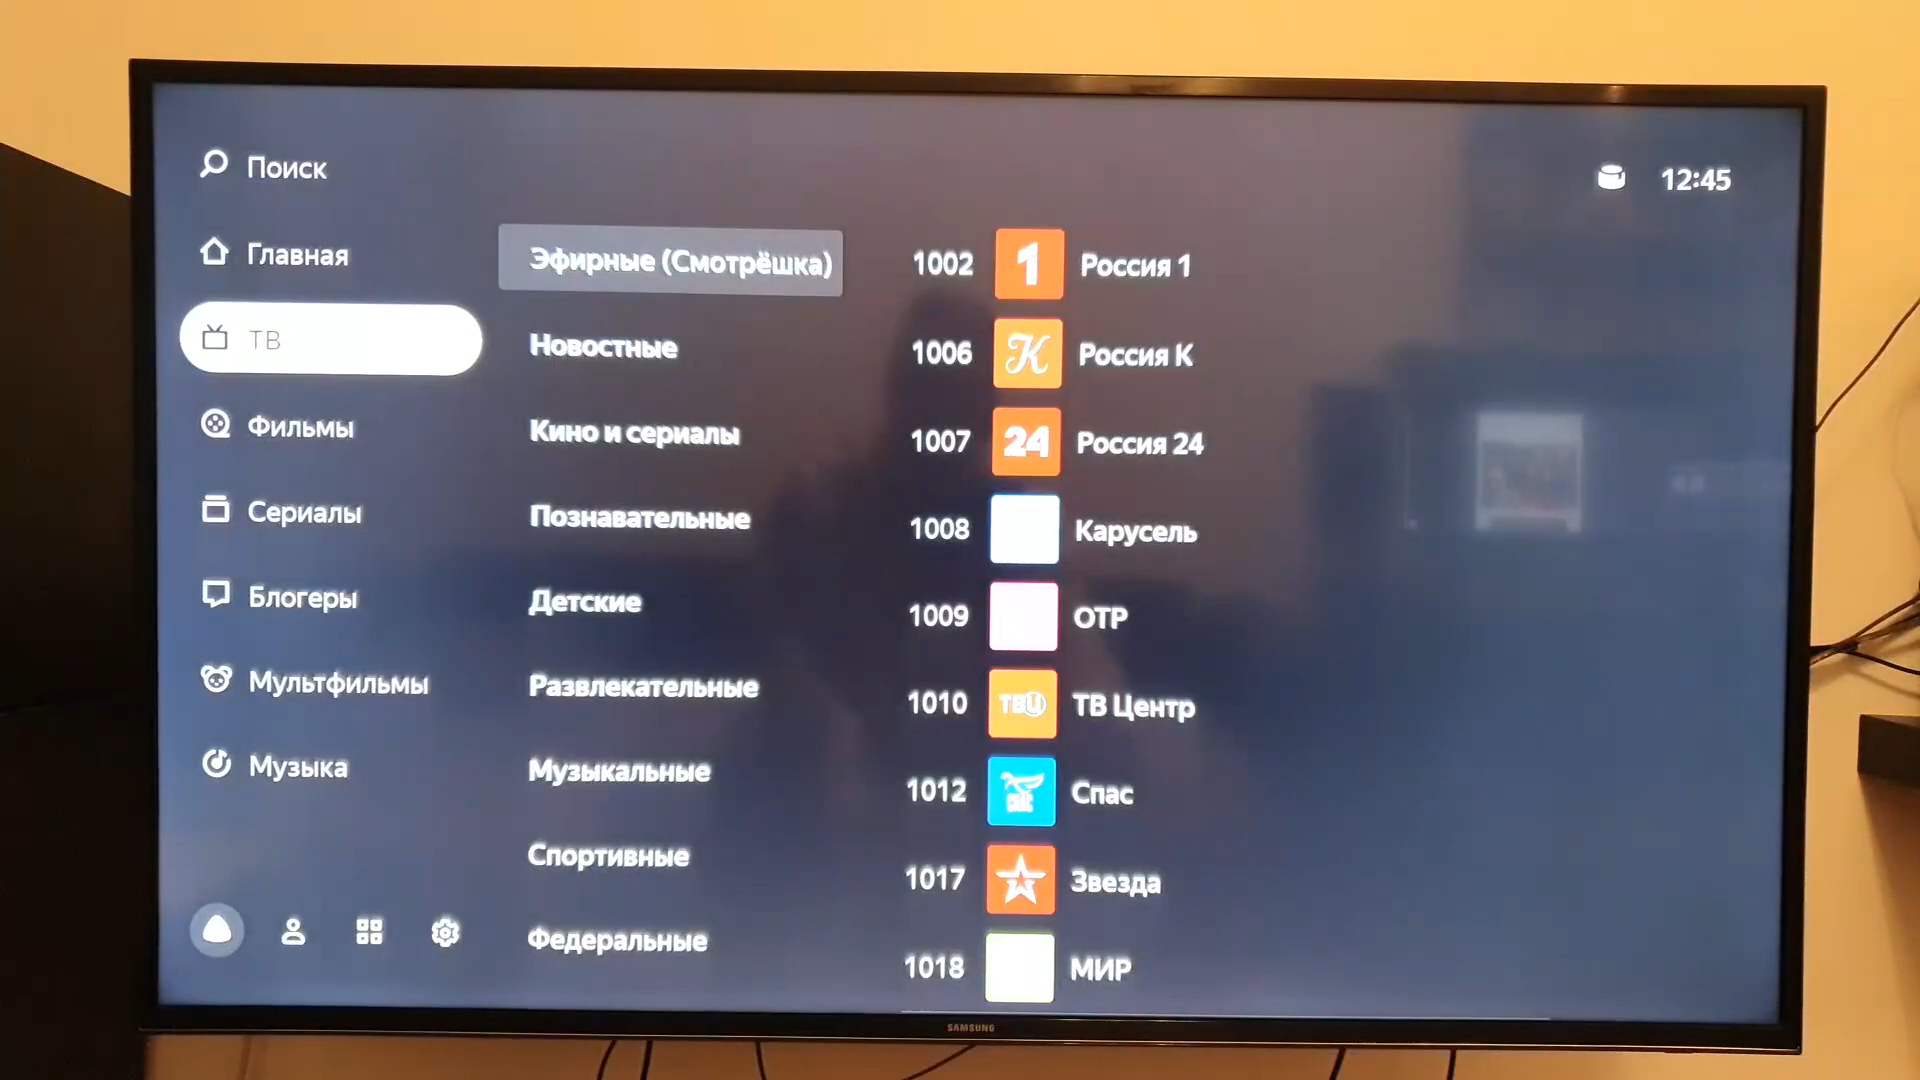 Поиск
12:45
Главная
ТВ
Фильмы
Сериалы
Блогеры
Мультфильмы
Музыка
Эфирные (Смотрёшка)
Новостные
Кино и сериалы
Познавательные
Детские
Развлекательные
Музыкальные
Спортивные
Федеральные
1002 1 Россия 1
1006 К Россия К
1007 24 Россия 24
1008 Карусель
1009 ОТР
1010 ТВЦ ТВ Центр
1012 СПАС Спас
1017 Звезда
1018 МИР
SAMSUNG